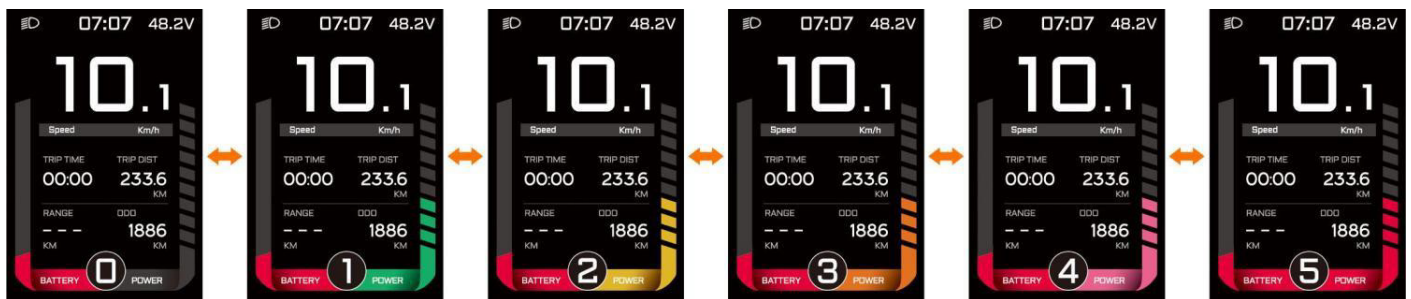 07:07 48.2V
10.1
Speed Km/h
TRIP TIME TRIP DIST
00:00 233.6
KM
RANGE ODO
- - - 1886
KM KM
BATTERY 0 POWER
07:07 48.2V
10.1
Speed Km/h
TRIP TIME TRIP DIST
00:00 233.6
KM
RANGE ODO
- - - 1886
KM KM
BATTERY 1 POWER
07:07 48.2V
10.1
Speed Km/h
TRIP TIME TRIP DIST
00:00 233.6
KM
RANGE ODO
- - - 1886
KM KM
BATTERY 2 POWER
07:07 48.2V
10.1
Speed Km/h
TRIP TIME TRIP DIST
00:00 233.6
KM
RANGE ODO
- - - 1886
KM KM
BATTERY 3 POWER
07:07 48.2V
10.1
Speed Km/h
TRIP TIME TRIP DIST
00:00 233.6
KM
RANGE ODO
- - - 1886
KM KM
BATTERY 4 POWER
07:07 48.2V
10.1
Speed Km/h
TRIP TIME TRIP DIST
00:00 233.6
KM
RANGE ODO
- - - 1886
KM KM
BATTERY 5 POWER